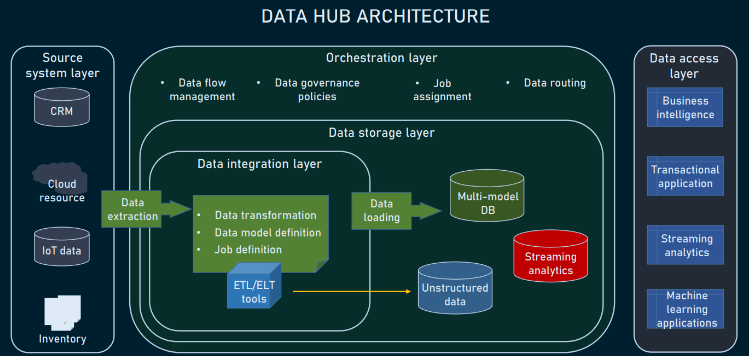 DATA HUB ARCHITECTURE
Source
system layer
CRM
Cloud
resource
IoT data
Inventory
Orchestration layer
• Data flow
management
• Data governance
policies
• Job
assignment
• Data routing
Data storage layer
Data integration layer
Data
extraction
• Data transformation
• Data model definition
• Job definition
ETL/ELT
tools
Data
loading
Multi-model
DB
Streaming
analytics
Unstructured
data
Data access
layer
Business
intelligence
Transactional
application
Streaming
analytics
Machine
learning
applications